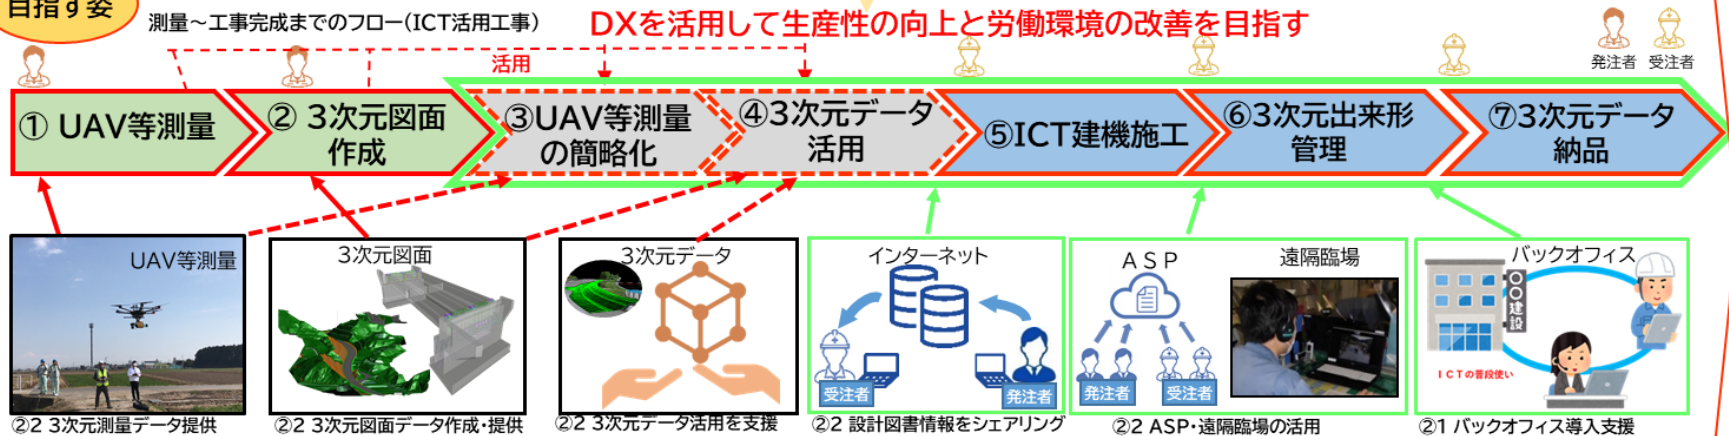 目指す姿
測量～工事完成までのフロー(ICT活用工事)
DXを活用して生産性の向上と労働環境の改善を目指す
活用
発注者 受注者
① UAV等測量
② 3次元図面
作成
③UAV等測量
の簡略化
④3次元データ
活用
⑤ICT建機施工
⑥3次元出来形
管理
⑦3次元データ
納品
UAV等測量
②2 3次元測量データ提供
3次元図面
②2 3次元図面データ作成・提供
3次元データ
②2 3次元データ活用を支援
インターネット
受注者
発注者
②2 設計図書情報をシェアリング
ASP
遠隔臨場
発注者
受注者
②2 ASP・遠隔臨場の活用
バックオフィス
〇〇建設
ICTの普段使い
②1 バックオフィス導入支援